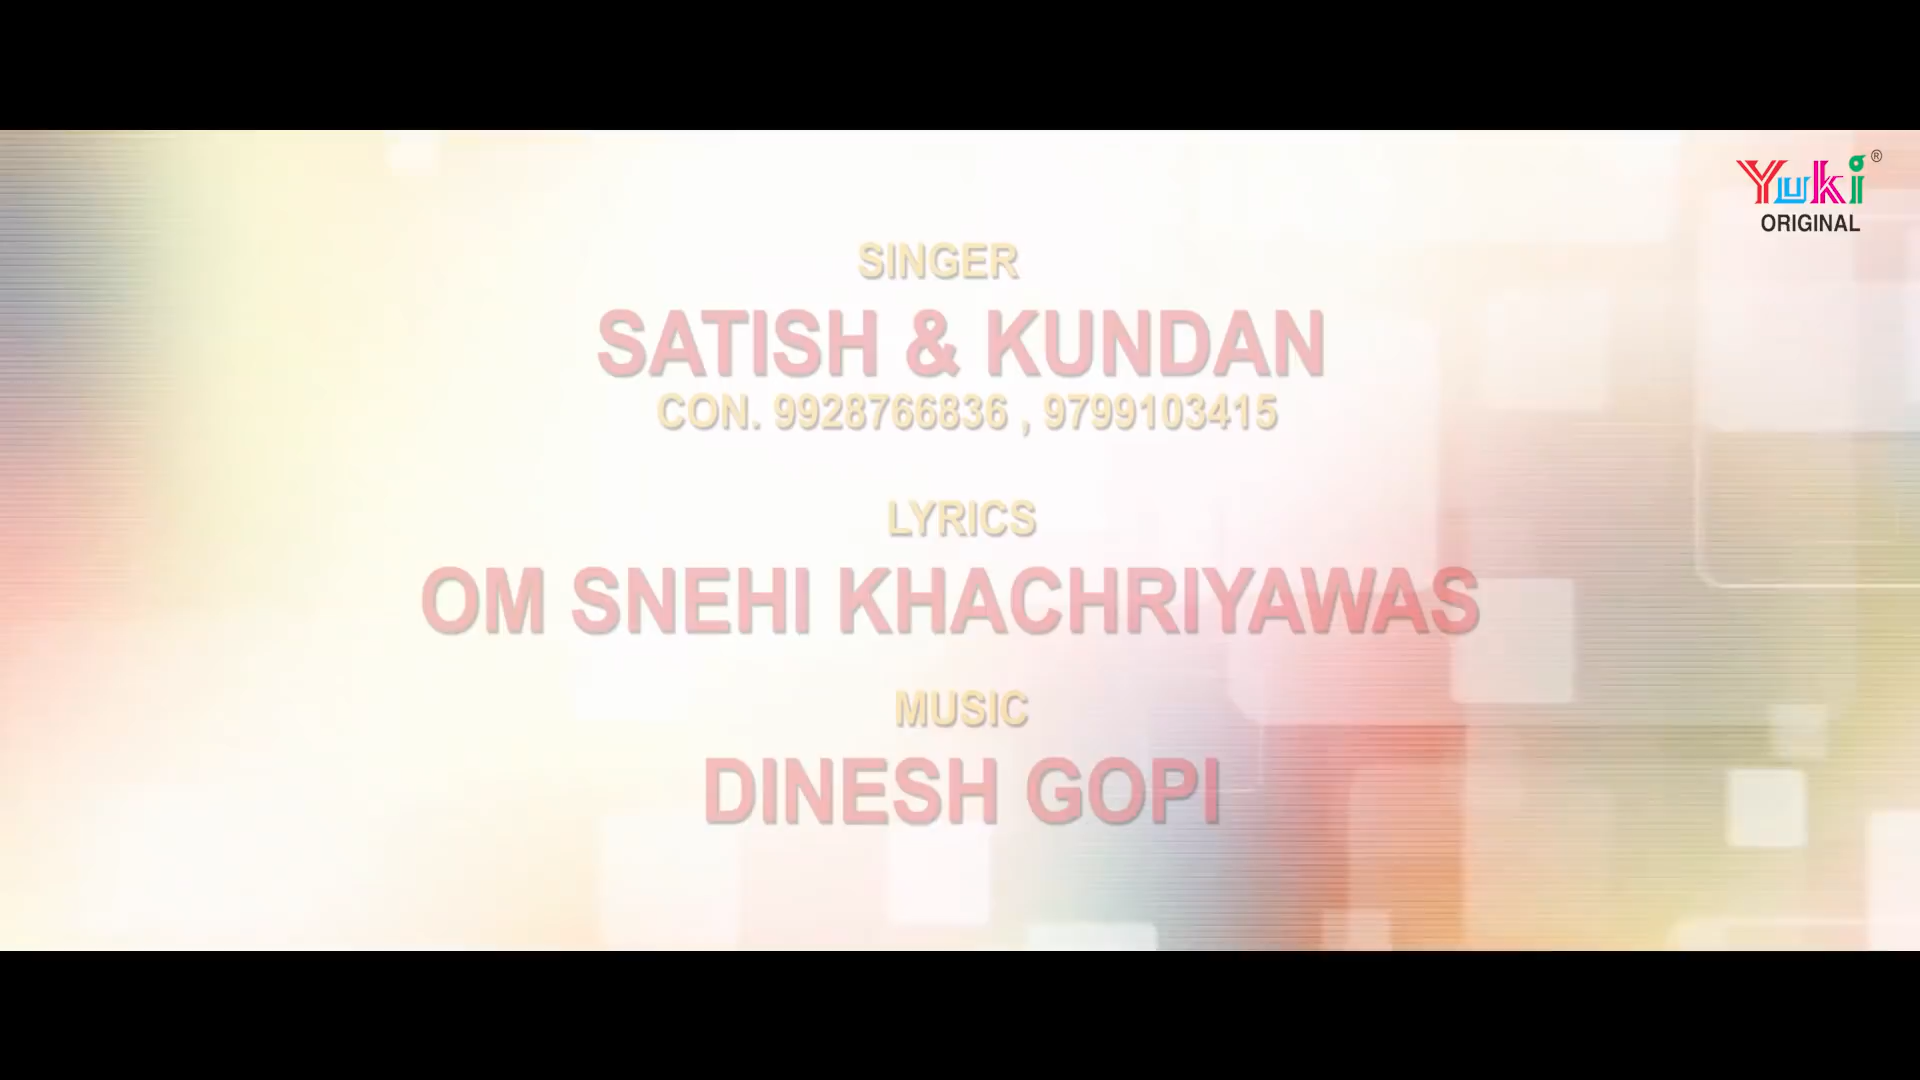 Yuki ®
ORIGINAL
SINGER
SATISH & KUNDAN
CON. 9928766836 , 9799103415
LYRICS
OM SNEHI KHACHRIYAWAS
MUSIC
DINESH GOPI